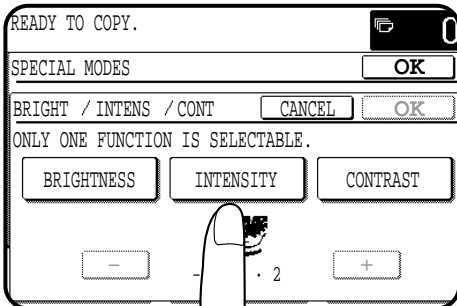 READY TO COPY.
0
SPECIAL MODES
OK
BRIGHT / INTENS / CONT
CANCEL
OK
ONLY ONE FUNCTION IS SELECTABLE.
BRIGHTNESS
INTENSITY
CONTRAST
- - · 2 +